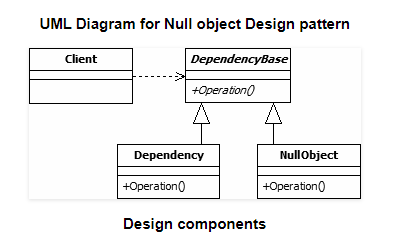 UML Diagram for Null object Design pattern
Client
DependencyBase
+Operation()
Dependency
+Operation()
NullObject
+Operation()
Design components